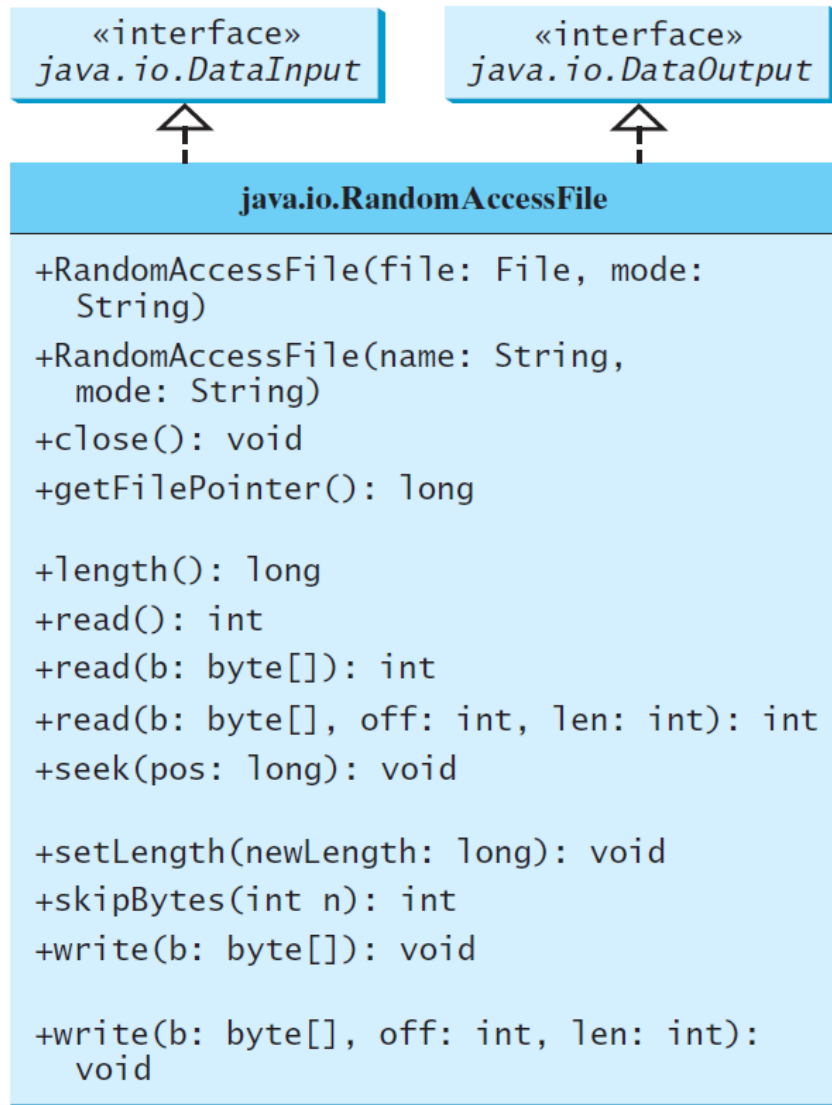 «interface»
java.io.DataInput
«interface»
java.io.DataOutput
java.io.RandomAccessFile
+RandomAccessFile(file: File, mode:
String)
+RandomAccessFile(name: String,
mode: String)
+close(): void
+getFilePointer(): long
+length(): long
+read(): int
+read(b: byte[]): int
+read(b: byte[], off: int, len: int): int
+seek(pos: long): void
+setLength(newLength: long): void
+skipBytes(int n): int
+write(b: byte[]): void
+write(b: byte[], off: int, len: int):
void